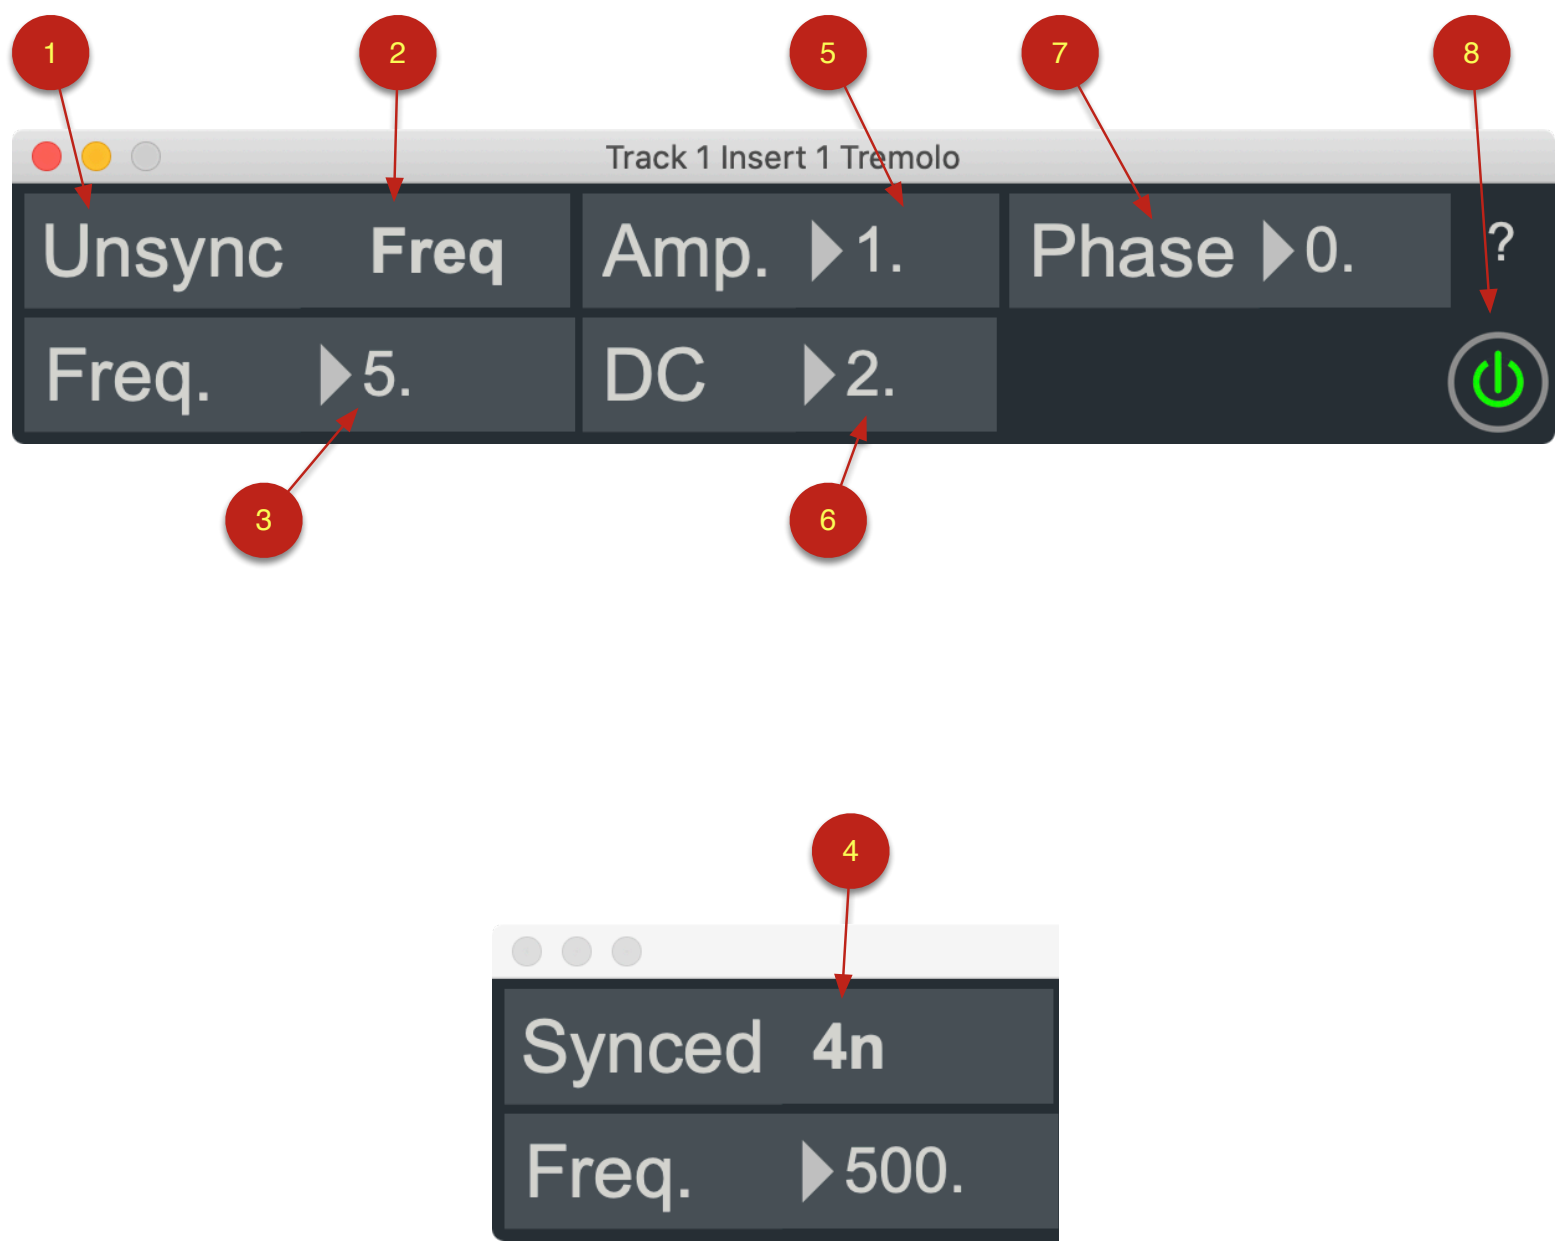 1 2 5 7 8
Track 1 Insert 1 Tremolo
Unsync Freq Amp. 1. Phase 0. ?
Freq. 5. DC 2.
3 6
4
Synced 4n
Freq. 500.